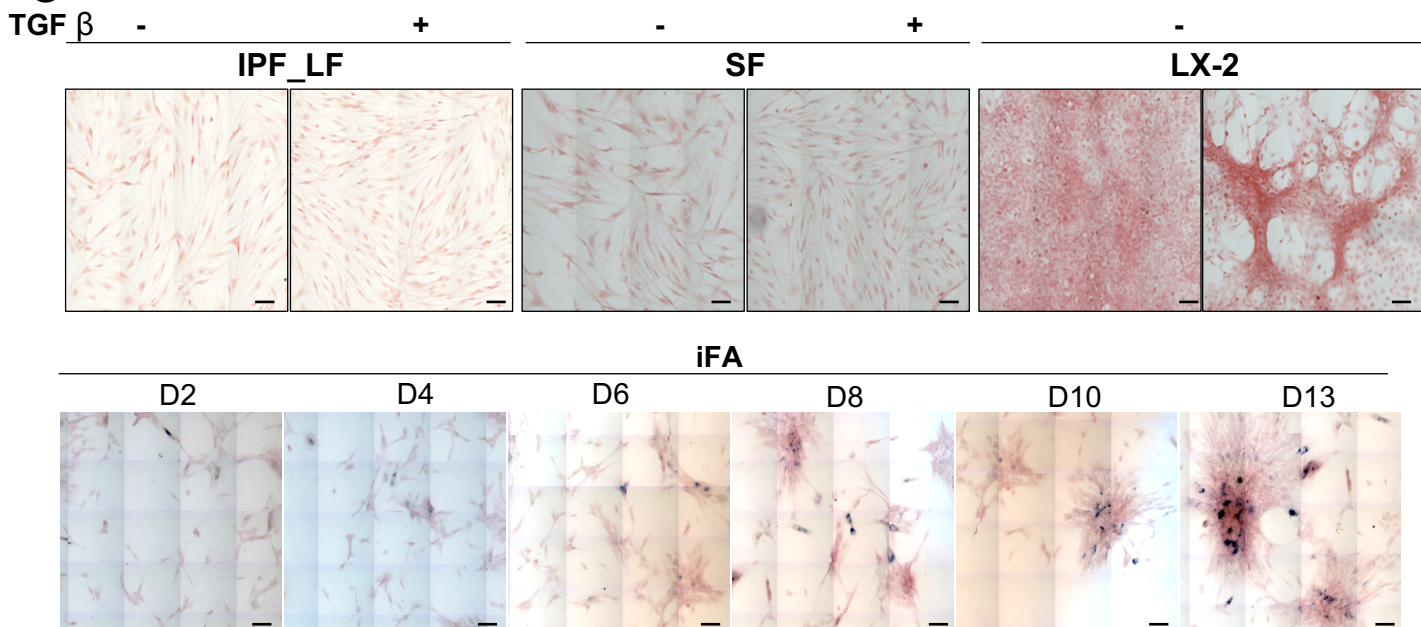 TGF β - + - + -
IPF_LF SF LX-2
iFA
D2 D4 D6 D8 D10 D13